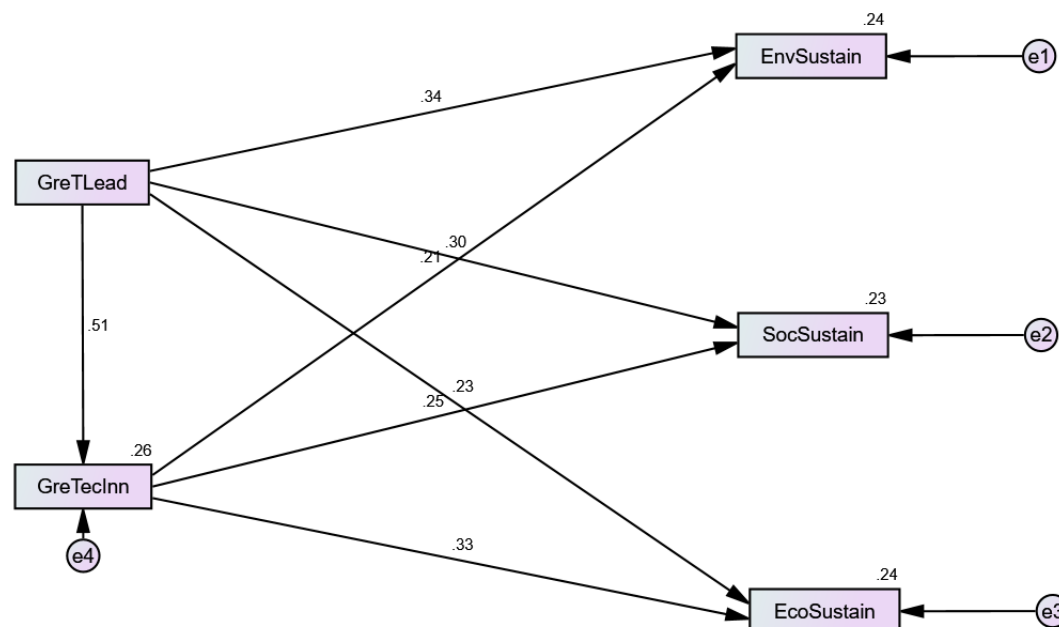 .24
EnvSustain
e1
.34
GreTLead
.30
.21
.23
SocSustain
e2
.51
.23
.25
.26
GreTecInn
e4
.33
.24
EcoSustain
e3